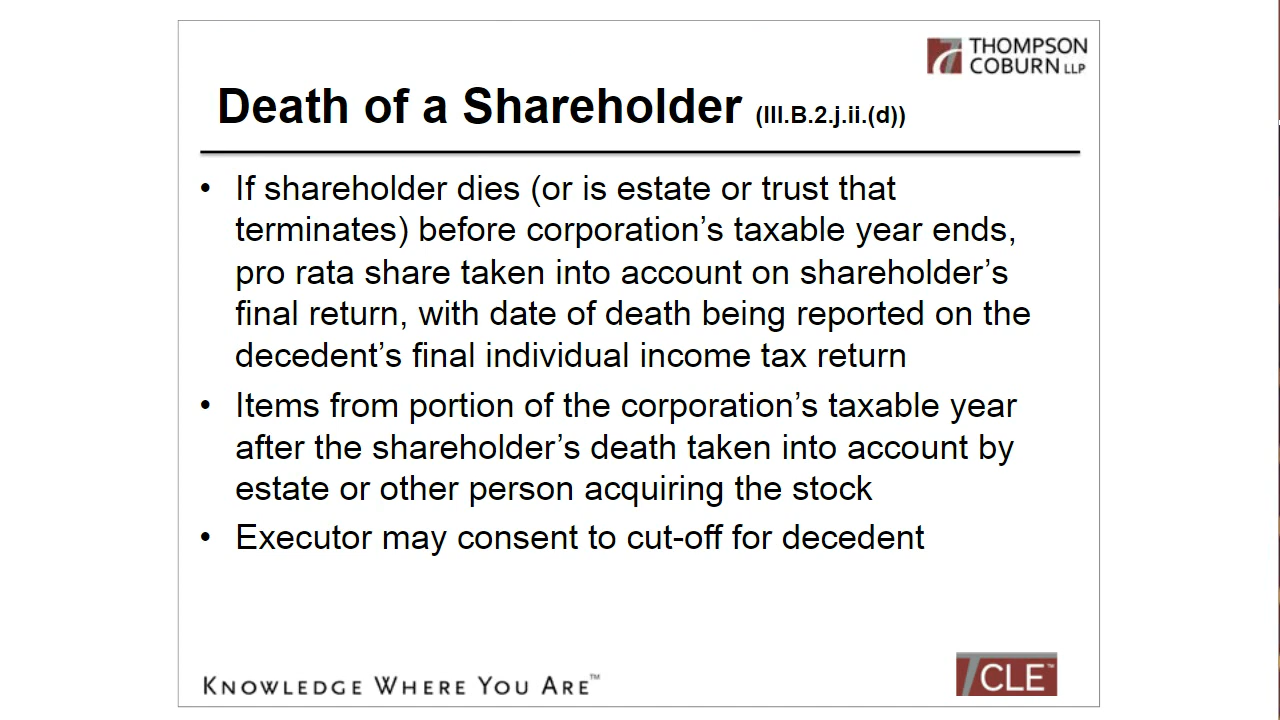 THOMPSON
COBURN LLP
Death of a Shareholder (III.B.2.j.ii.(d))
• If shareholder dies (or is estate or trust that
terminates) before corporation’s taxable year ends,
pro rata share taken into account on shareholder’s
final return, with date of death being reported on the
decedent’s final individual income tax return
• Items from portion of the corporation’s taxable year
after the shareholder’s death taken into account by
estate or other person acquiring the stock
• Executor may consent to cut-off for decedent
KNOWLEDGE WHERE YOU ARE™
CLE™